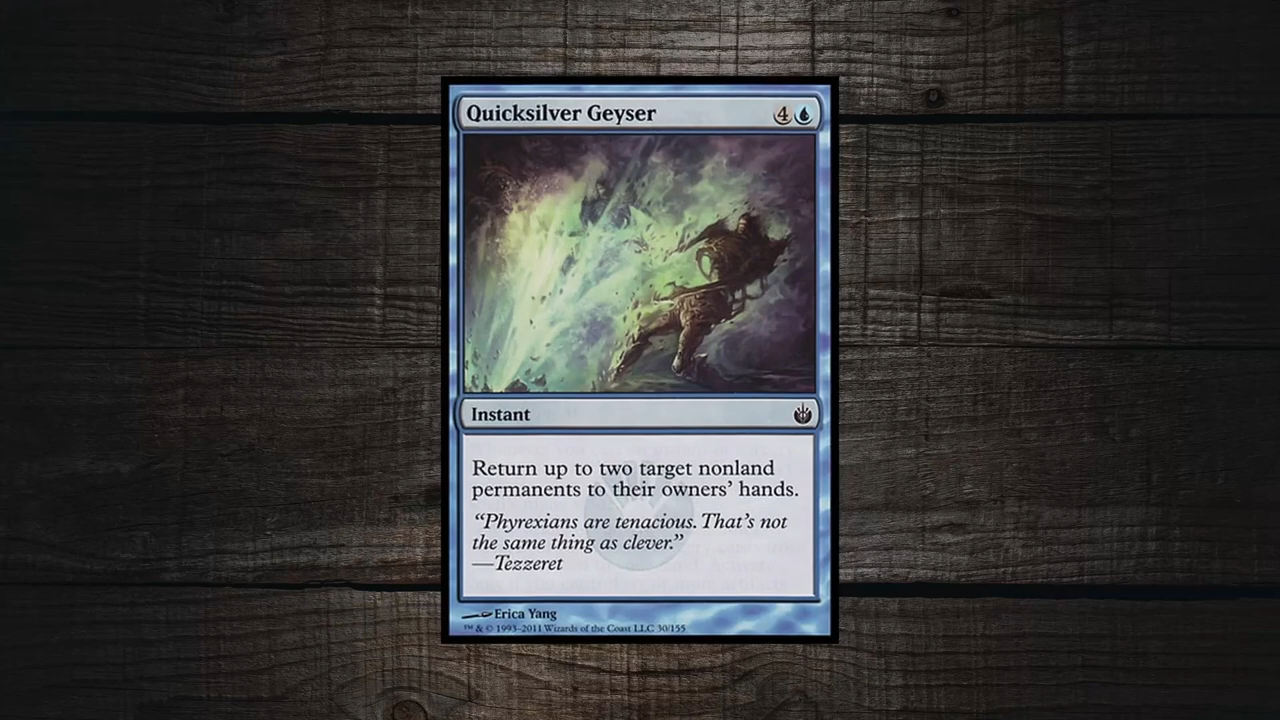 Quicksilver Geyser 4
Instant
Return up to two target nonland
permanents to their owners’ hands.
“Phyrexians are tenacious. That’s not
the same thing as clever.”
—Tezzeret
Erica Yang
™ & © 1993–2011 Wizards of the Coast LLC 30/155